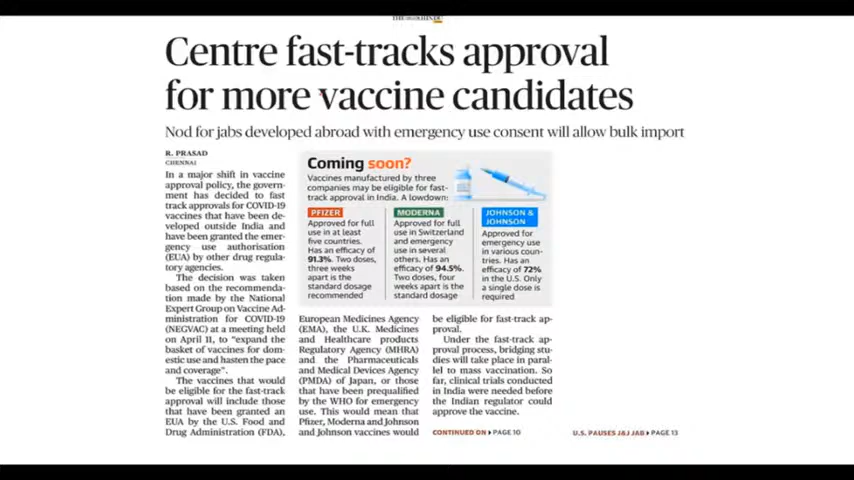 THE HINDU
Centre fast-tracks approval
for more vaccine candidates
Nod for jabs developed abroad with emergency use consent will allow bulk import
R. PRASAD
CHENNAI
In a major shift in vaccine
approval policy, the govern-
ment has decided to fast
track approvals for COVID-19
vaccines that have been de-
veloped outside India and
have been granted the emer-
gency use authorisation
(EUA) by other drug regula-
tory agencies.
The decision was taken
based on the recommenda-
tion made by the National
Expert Group on Vaccine Ad-
ministration for COVID-19
(NEGVAC) at a meeting held
on April 11, to "expand the
basket of vaccines for dom-
estic use and hasten the pace
and coverage".
The vaccines that would
be eligible for the fast-track
approval will include those
that have been granted an
EUA by the U.S. Food and
Drug Administration (FDA),
Coming soon?
Vaccines manufactured by three
companies may be eligible for fast-
track approval in India. A lowdown:
PFIZER
Approved for full
use in at least
five countries.
Has an efficacy of
91.3%. Two doses,
three weeks
apart is the
standard dosage
recommended
MODERNA
Approved for full
use in Switzerland
and emergency
use in several
others. Has an
efficacy of 94.5%.
Two doses, four
weeks apart is the
standard dosage
JOHNSON &
JOHNSON
Approved for
emergency use
in various coun-
tries. Has an
efficacy of 72%
in the U.S. Only
a single dose is
required
European Medicines Agency
(EMA), the U.K. Medicines
and Healthcare products
Regulatory Agency (MHRA)
and the Pharmaceuticals
and Medical Devices Agency
(PMDA) of Japan, or those
that have been prequalified
by the WHO for emergency
use. This would mean that
Pfizer, Moderna and Johnson
and Johnson vaccines would
be eligible for fast-track ap-
proval.
Under the fast-track ap-
proval process, bridging stu-
dies will take place in paral-
lel to mass vaccination. So
far, clinical trials conducted
in India were needed before
the Indian regulator could
approve the vaccine.
CONTINUED ON PAGE 10
U.S. PAUSES J&J JAB PAGE 13